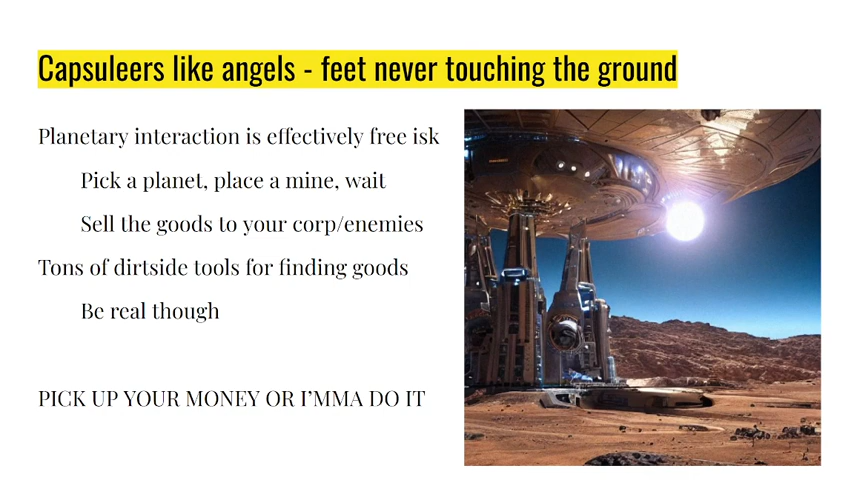 Capsuleers like angels - feet never touching the ground
Planetary interaction is effectively free isk
Pick a planet, place a mine, wait
Sell the goods to your corp/enemies
Tons of dirtside tools for finding goods
Be real though
PICK UP YOUR MONEY OR I’MMA DO IT